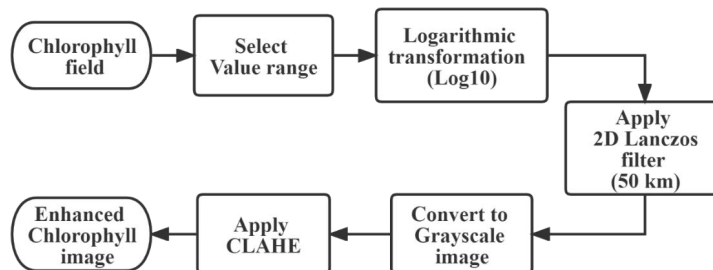 Chlorophyll
field
Select
Value range
Logarithmic
transformation
(Log10)
Apply
2D Lanczos
filter
(50 km)
Convert to
Grayscale
image
Apply
CLAHE
Enhanced
Chlorophyll
image